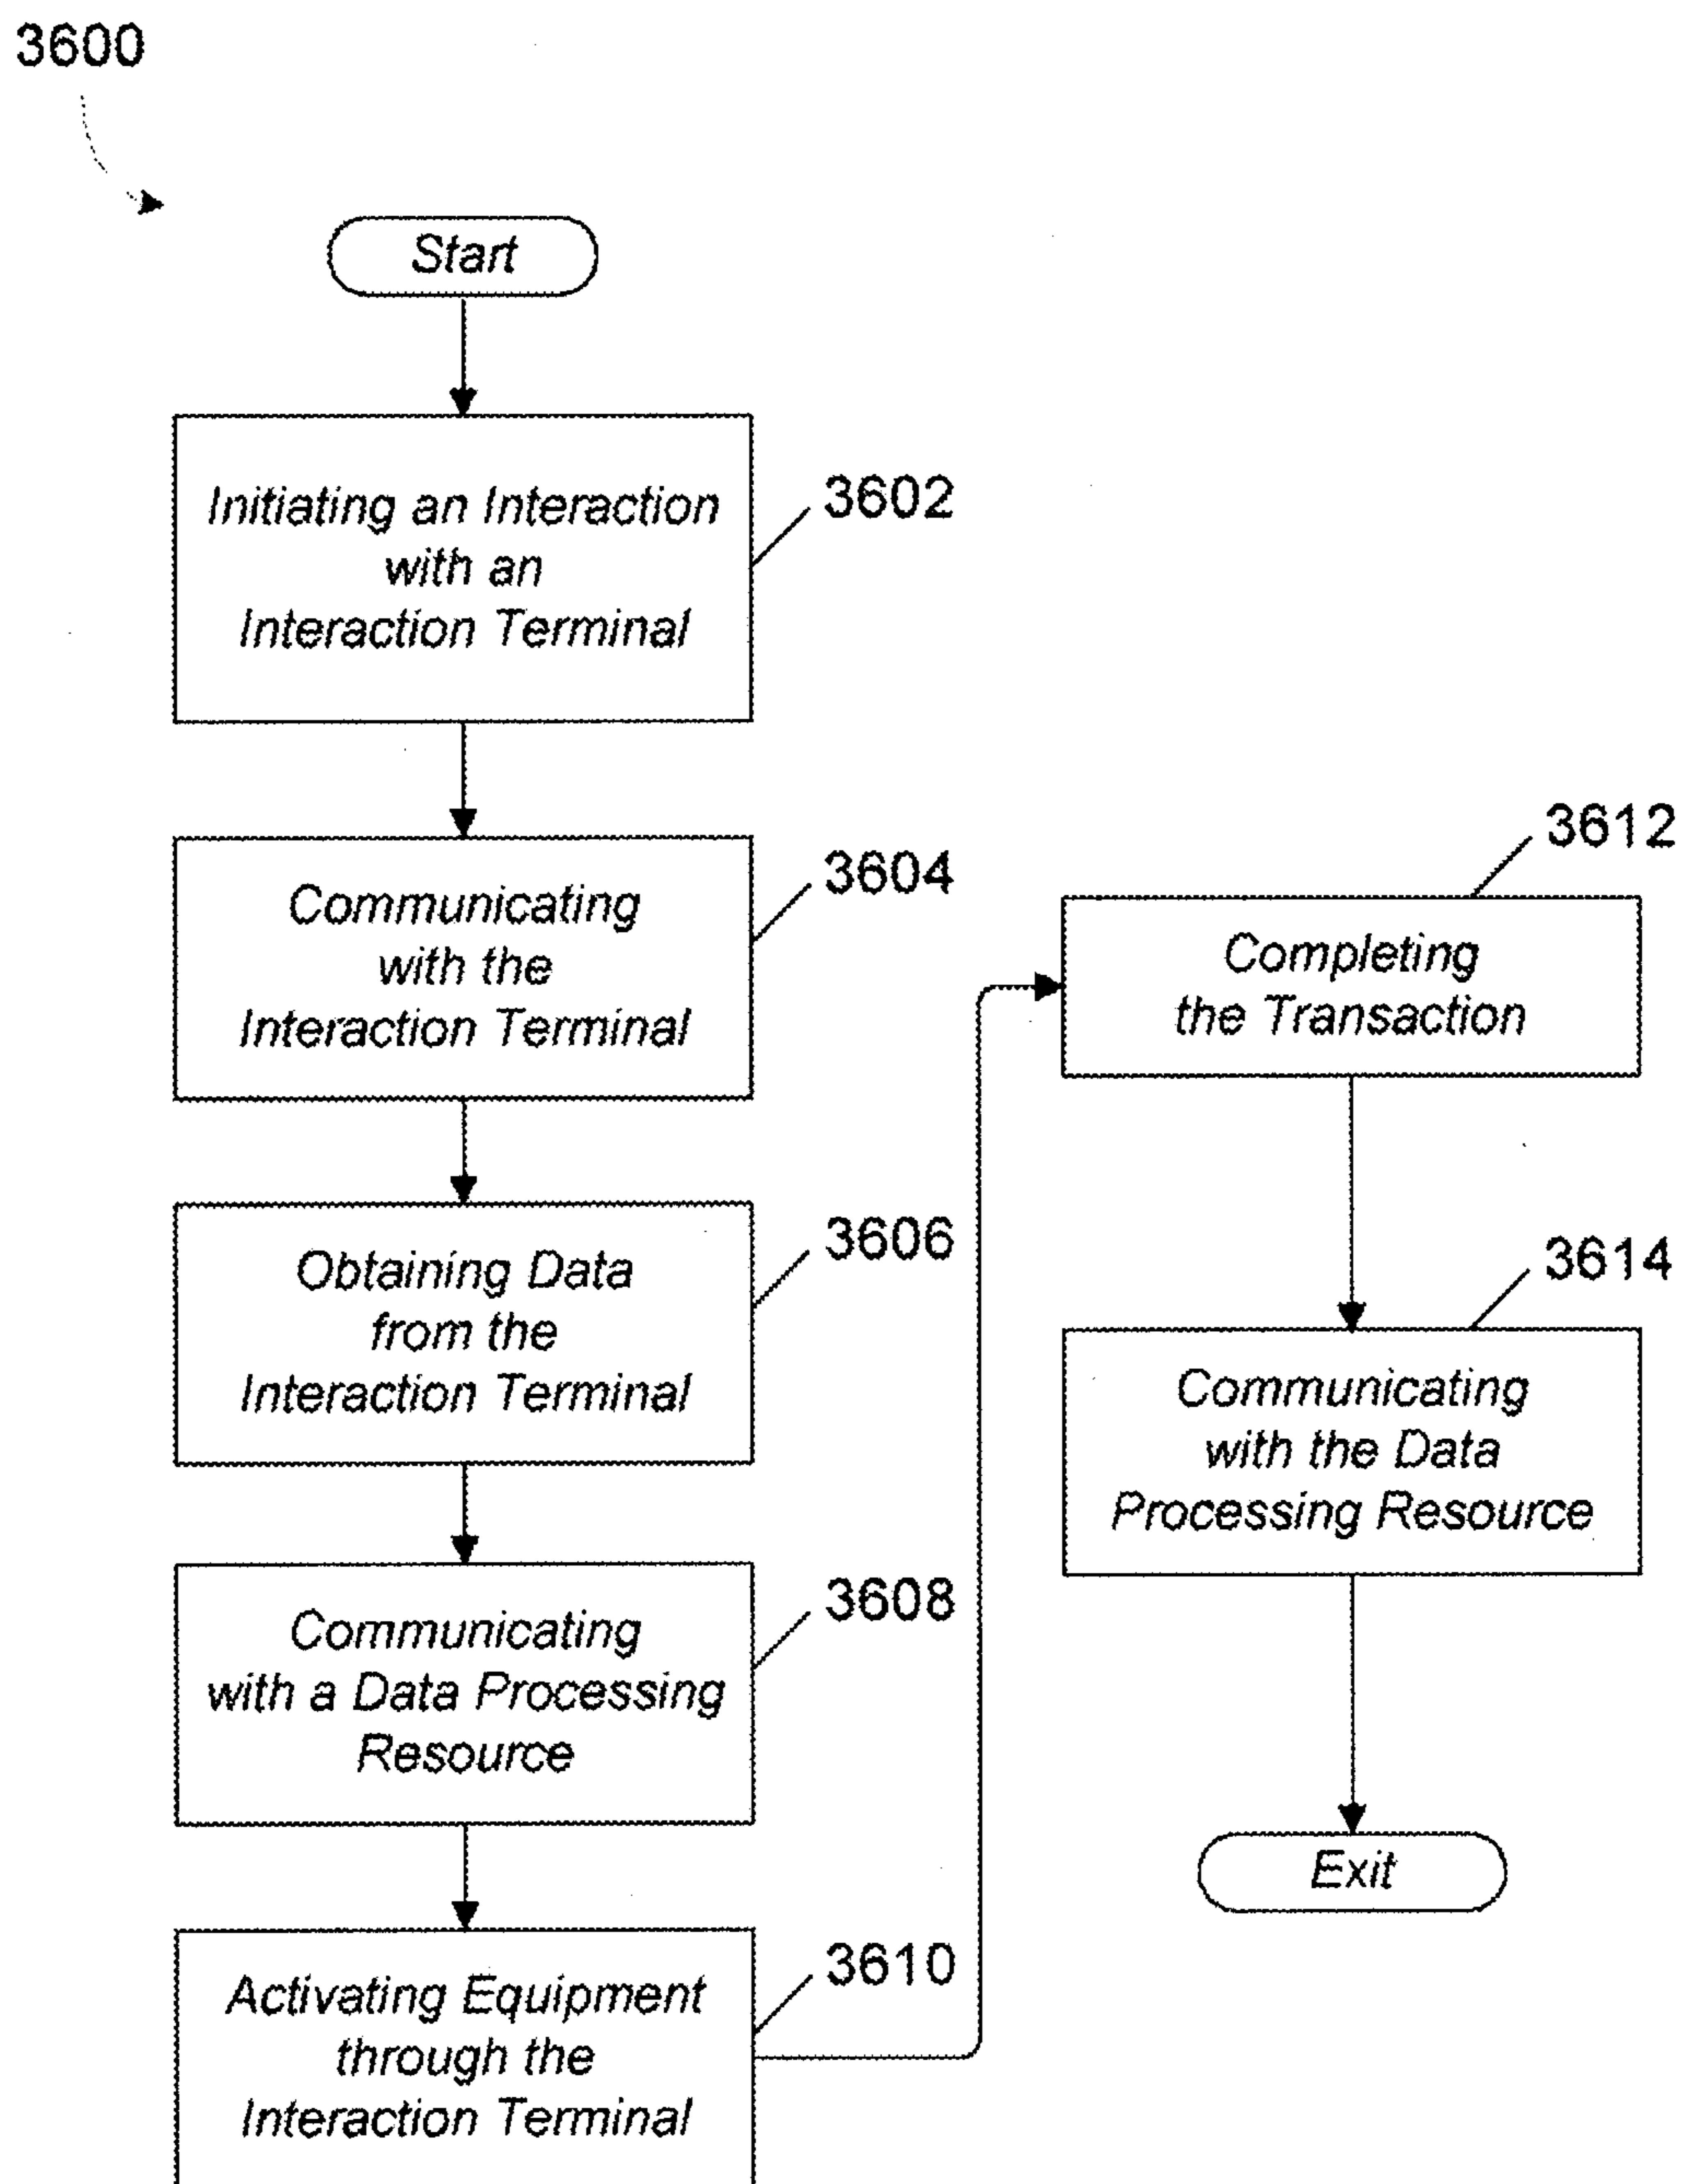 3600
Start
Initiating an Interaction
with an
Interaction Terminal
3602
Communicating
with the
Interaction Terminal
3604
Obtaining Data
from the
Interaction Terminal
3606
Communicating
with a Data Processing
Resource
3608
Activating Equipment
through the
Interaction Terminal
3610
Completing
the Transaction
3612
Communicating
with the Data
Processing Resource
3614
Exit